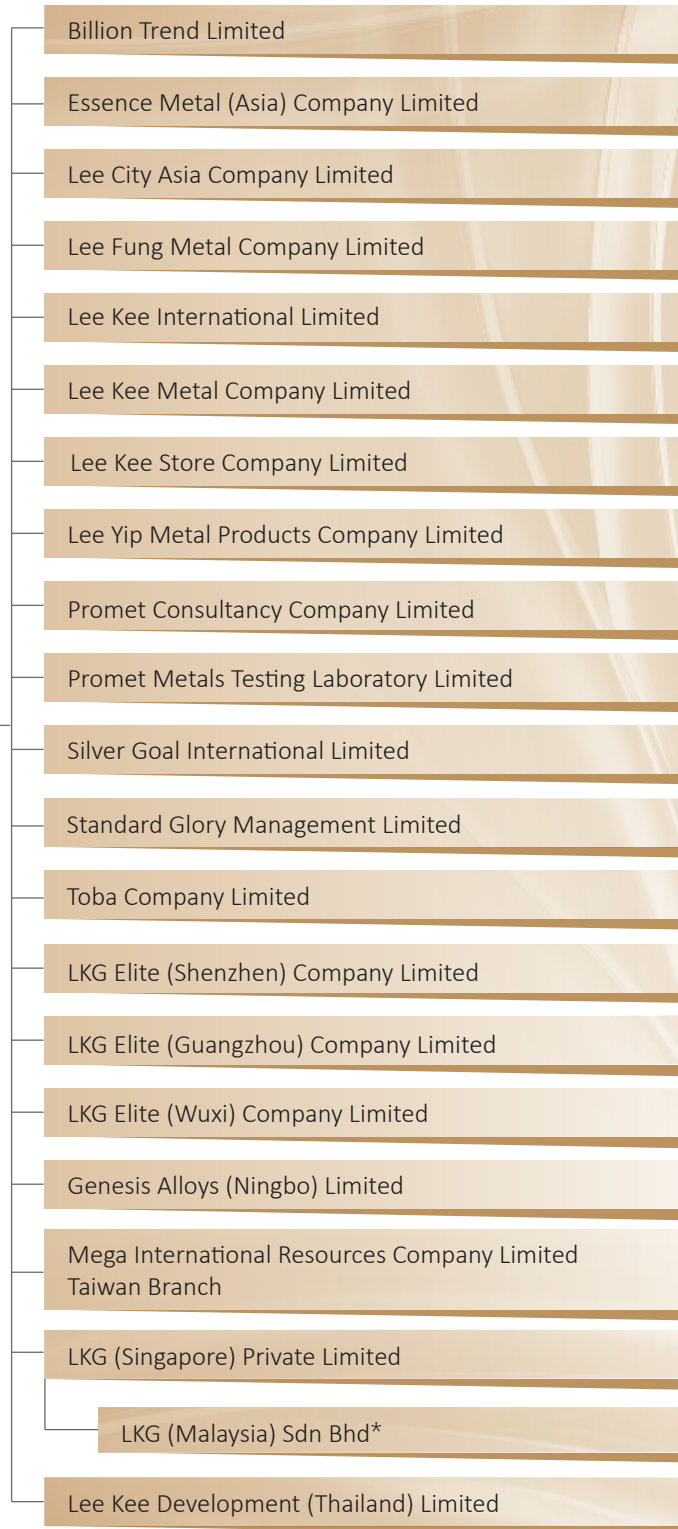 Billion Trend Limited
Essence Metal (Asia) Company Limited
Lee City Asia Company Limited
Lee Fung Metal Company Limited
Lee Kee International Limited
Lee Kee Metal Company Limited
Lee Kee Store Company Limited
Lee Yip Metal Products Company Limited
Promet Consultancy Company Limited
Promet Metals Testing Laboratory Limited
Silver Goal International Limited
Standard Glory Management Limited
Toba Company Limited
LKG Elite (Shenzhen) Company Limited
LKG Elite (Guangzhou) Company Limited
LKG Elite (Wuxi) Company Limited
Genesis Alloys (Ningbo) Limited
Mega International Resources Company Limited
Taiwan Branch
LKG (Singapore) Private Limited
LKG (Malaysia) Sdn Bhd*
Lee Kee Development (Thailand) Limited